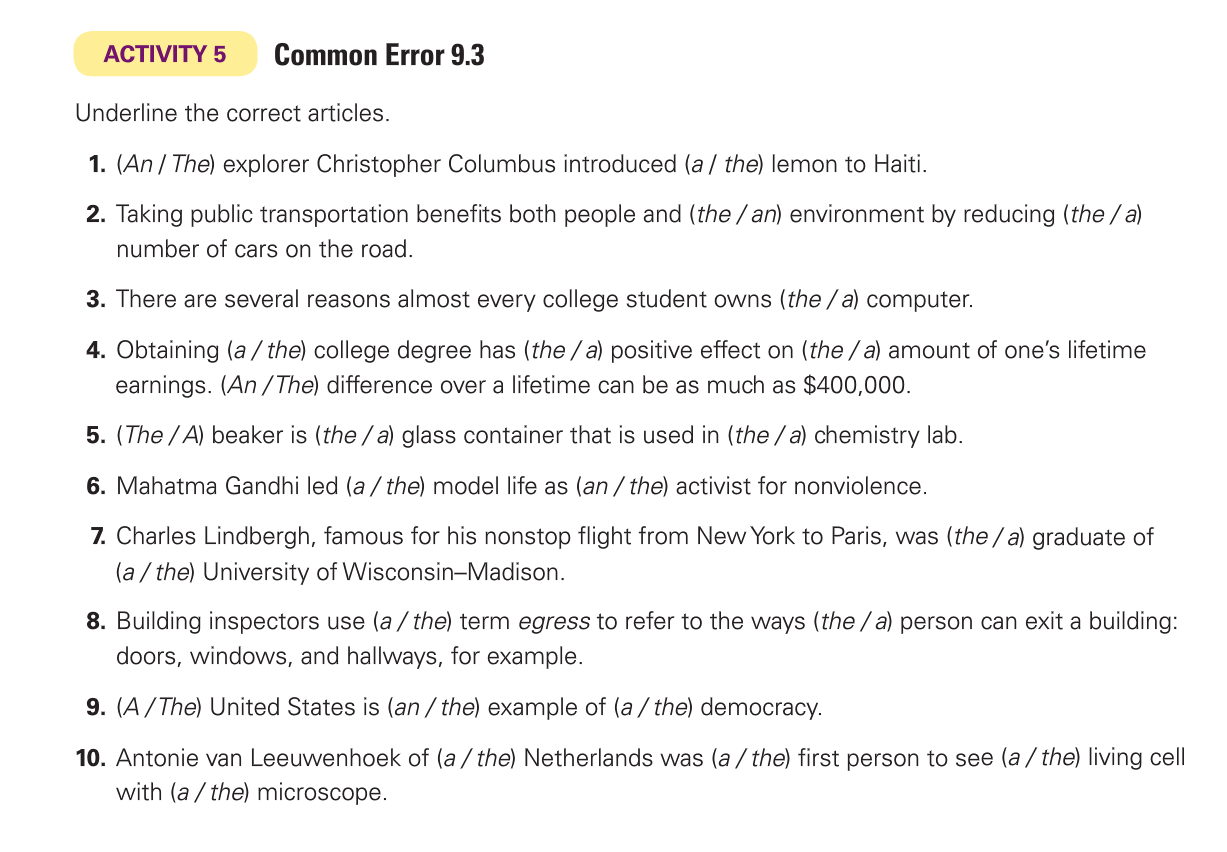 ACTIVITY 5 Common Error 9.3
Underline the correct articles.
1. (An / The) explorer Christopher Columbus introduced (a / the) lemon to Haiti.
2. Taking public transportation benefits both people and (the / an) environment by reducing (the / a)
number of cars on the road.
3. There are several reasons almost every college student owns (the / a) computer.
4. Obtaining (a / the) college degree has (the / a) positive effect on (the / a) amount of one's lifetime
earnings. (An / The) difference over a lifetime can be as much as $400,000.
5. (The / A) beaker is (the / a) glass container that is used in (the / a) chemistry lab.
6. Mahatma Gandhi led (a / the) model life as (an / the) activist for nonviolence.
7. Charles Lindbergh, famous for his nonstop flight from New York to Paris, was (the / a) graduate of
(a / the) University of Wisconsin–Madison.
8. Building inspectors use (a / the) term egress to refer to the ways (the / a) person can exit a building:
doors, windows, and hallways, for example.
9. (A / The) United States is (an / the) example of (a / the) democracy.
10. Antonie van Leeuwenhoek of (a / the) Netherlands was (a / the) first person to see (a / the) living cell
with (a / the) microscope.